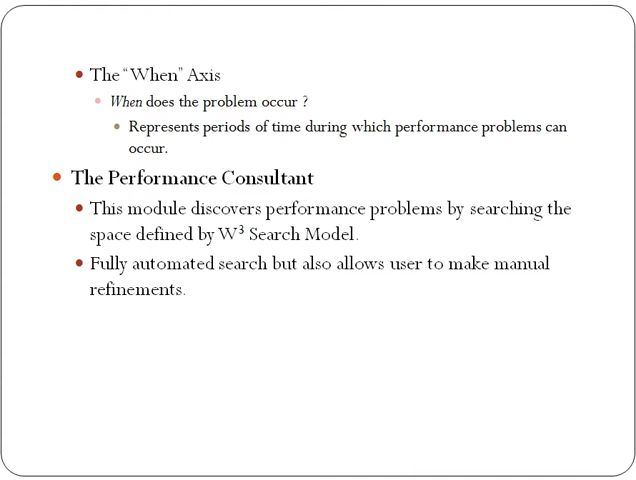 The “When” Axis
When does the problem occur ?
Represents periods of time during which performance problems can
occur.
The Performance Consultant
This module discovers performance problems by searching the
space defined by W³ Search Model.
Fully automated search but also allows user to make manual
refinements.